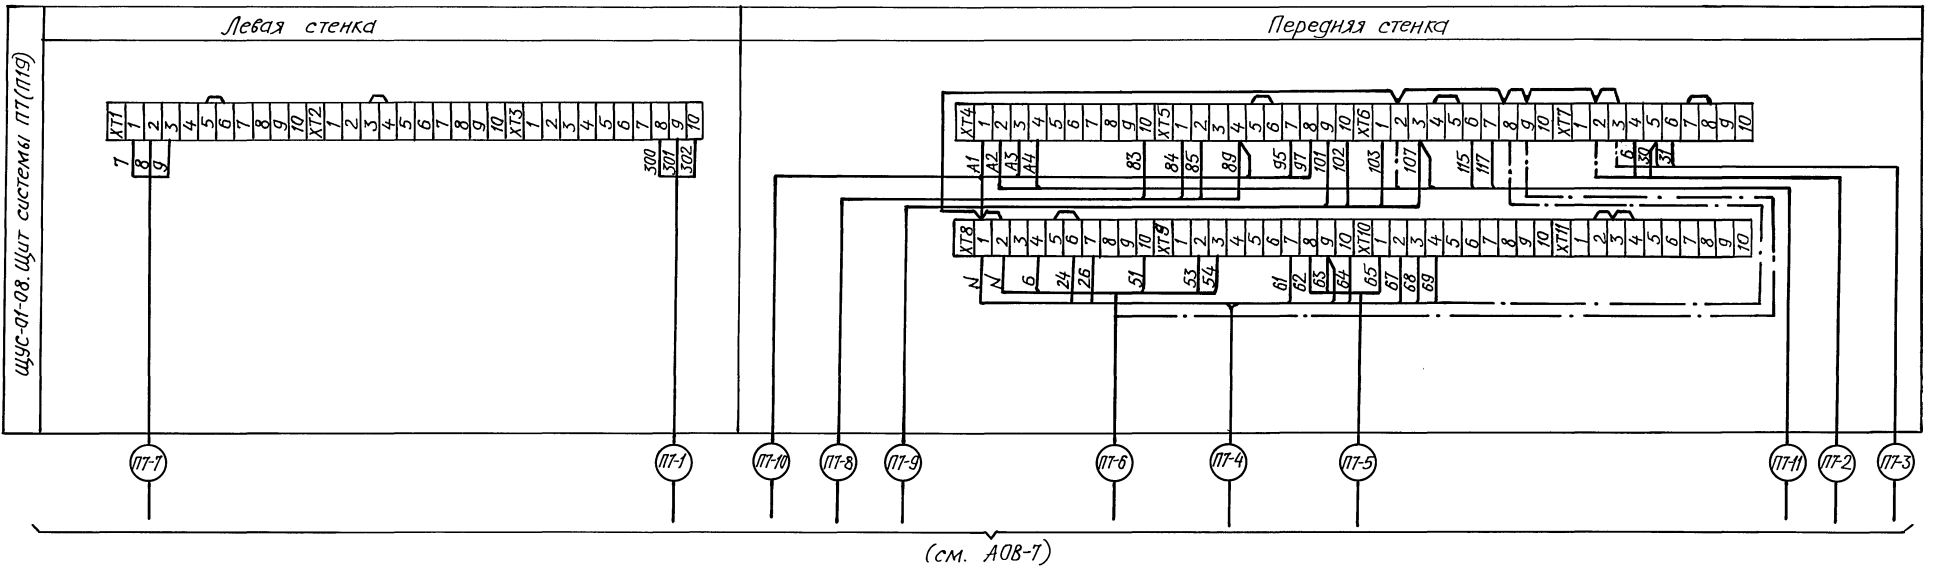 Левая стенка
Передняя стенка
ЩУС-01-08. Щит системы П7(П19)
XT1 1 2 3 4 5 6 7 8 9 10 XT2 1 2 3 4 5 6 7 8 9 10 XT3 1 2 3 4 5 6 7 8 9 10
7 8 9 300 301 302
XT4 1 2 3 4 5 6 7 8 9 10 XT5 1 2 3 4 5 6 7 8 9 10 XT6 1 2 3 4 5 6 7 8 9 10 XT7 1 2 3 4 5 6 7 8 9 10
A1 A2 A3 A4 83 84 85 89 95 97 101 102 103 107 115 117 6 30 31
XT8 1 2 3 4 5 6 7 8 9 10 XT9 1 2 3 4 5 6 7 8 9 10 XT10 1 2 3 4 5 6 7 8 9 10 XT11 1 2 3 4 5 6 7 8 9 10
N N 6 24 26 51 53 54 61 62 63 64 65 67 68 69
П7-7 П7-1 П7-10 П7-8 П7-9 П7-6 П7-4 П7-5 П7-11 П7-2 П7-3
(см. АОВ-7)